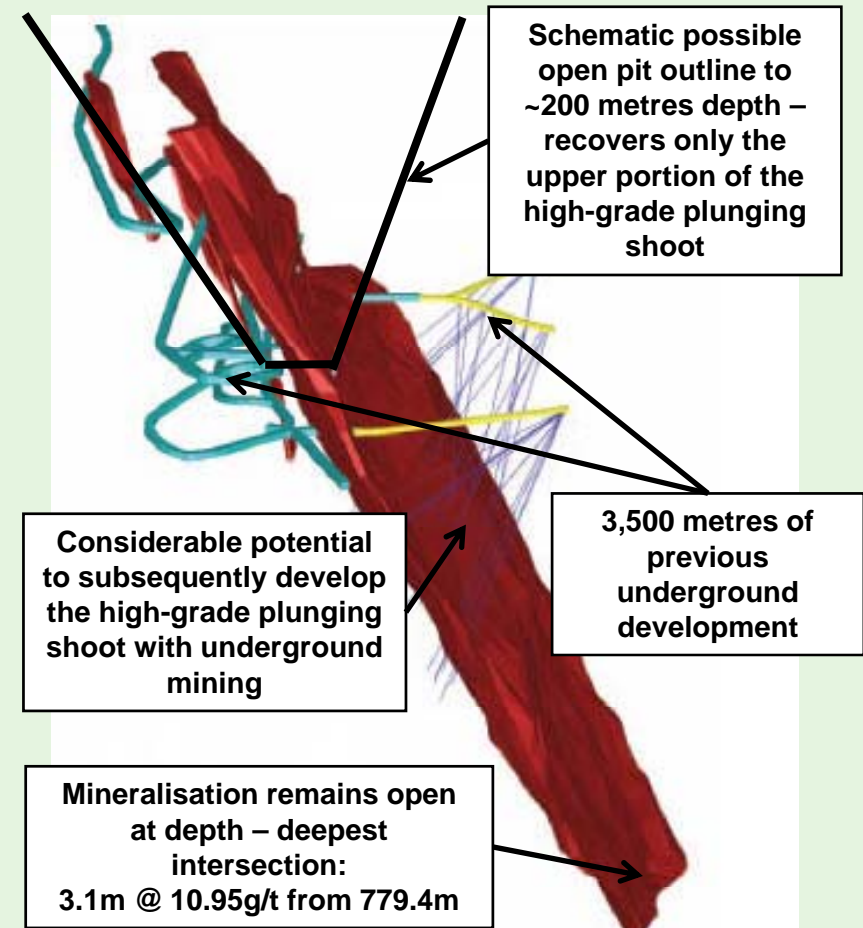 Schematic possible
open pit outline to
~200 metres depth –
recovers only the
upper portion of the
high-grade plunging
shoot
3,500 metres of
previous
underground
development
Considerable potential
to subsequently develop
the high-grade plunging
shoot with underground
mining
Mineralisation remains open
at depth – deepest
intersection:
3.1m @ 10.95g/t from 779.4m